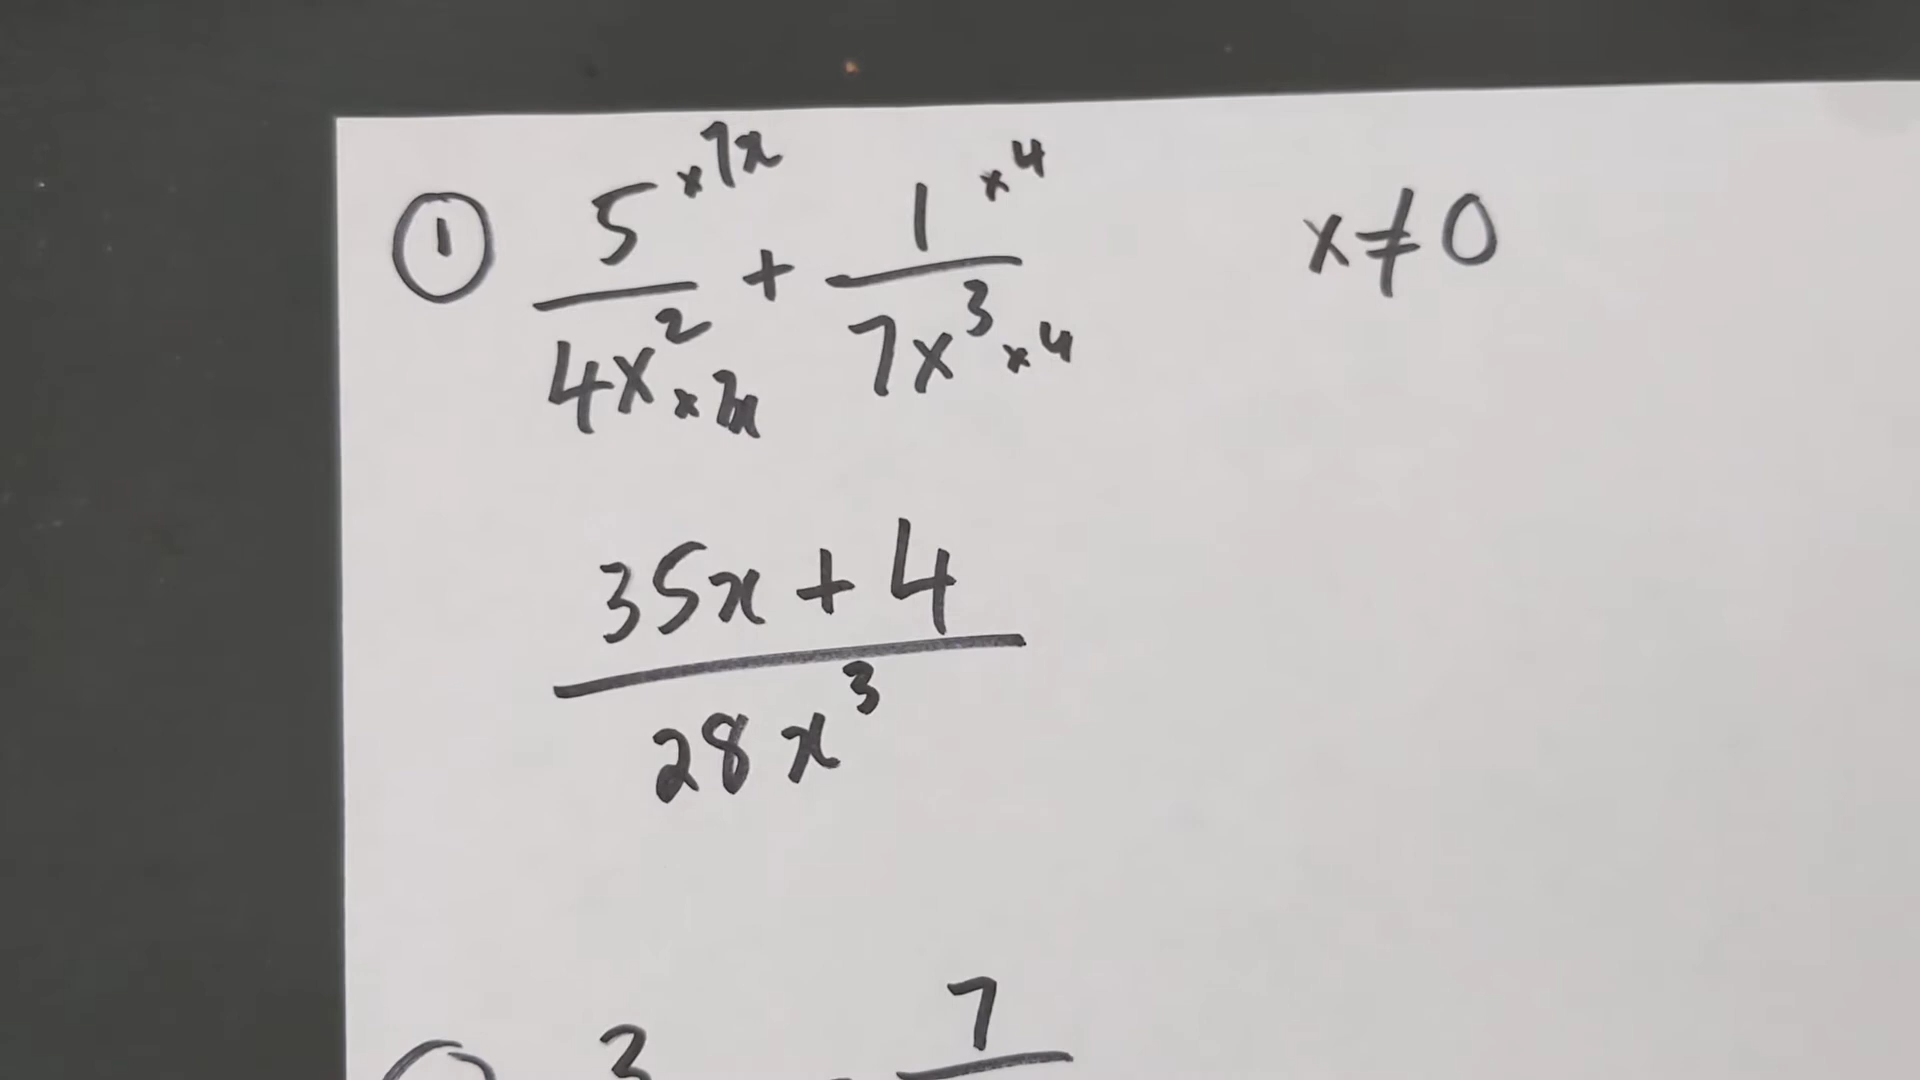 ① 5 ×7x / 4x² ×7x + 1 ×4 / 7x³ ×4 x≠0
35x + 4
28x³
3 7